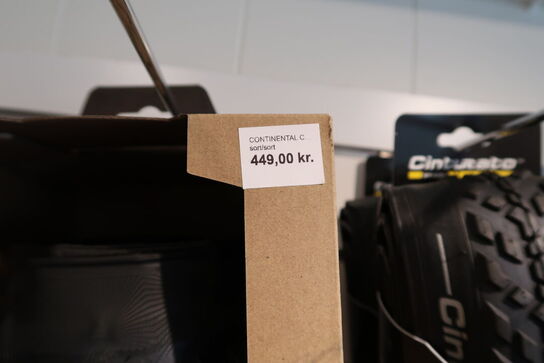 CONTINENTAL C...
sort/sort
449,00 kr.
Cinturato
Cin